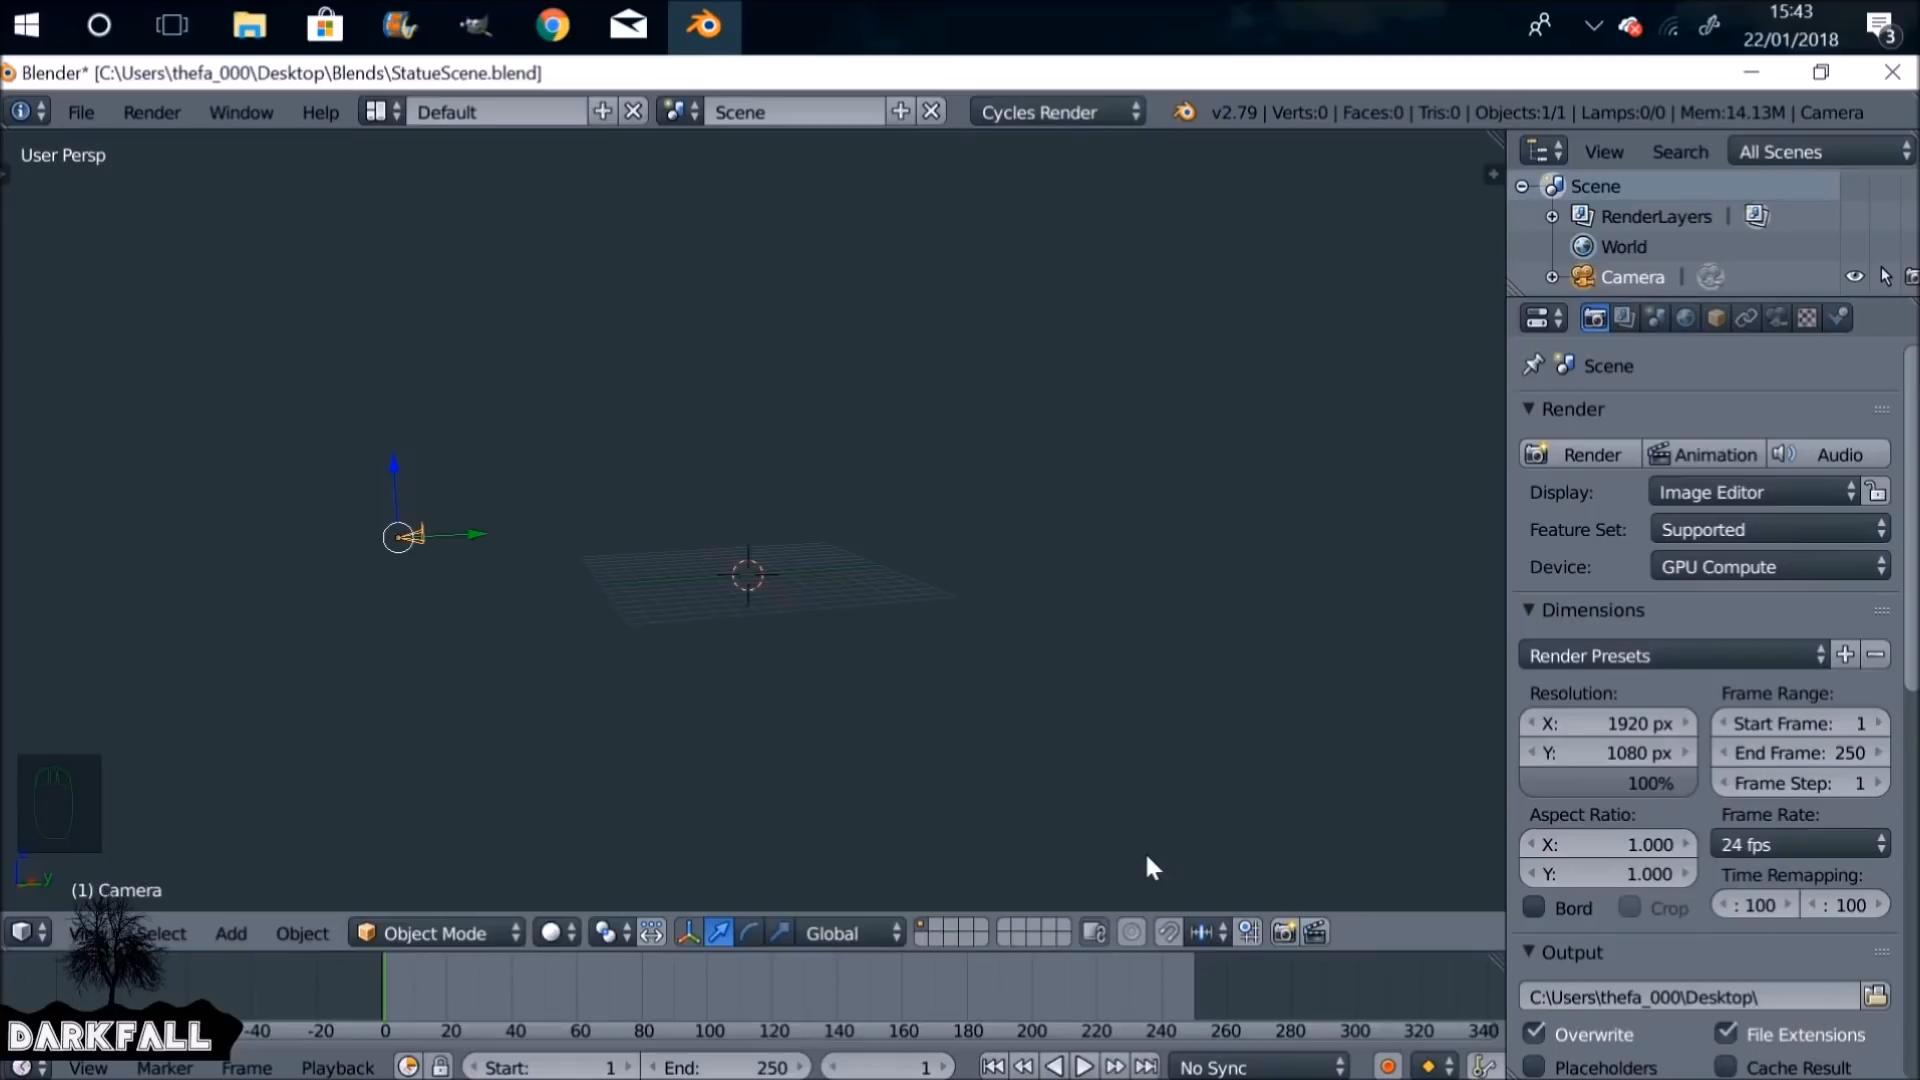 15:43
22/01/2018
3
Blender* [C:\Users\thefa_000\Desktop\Blends\StatueScene.blend]
File Render Window Help Default Scene Cycles Render v2.79 | Verts:0 | Faces:0 | Tris:0 | Objects:1/1 | Lamps:0/0 | Mem:14.13M | Camera
User Persp
View Search All Scenes
Scene
RenderLayers
World
Camera
Scene
Render
Render Animation Audio
Display: Image Editor
Feature Set: Supported
Device: GPU Compute
Dimensions
Render Presets
Resolution: Frame Range:
X: 1920 px Start Frame: 1
Y: 1080 px End Frame: 250
100% Frame Step: 1
Aspect Ratio: Frame Rate:
X: 1.000 24 fps
Y: 1.000 Time Remapping:
Bord Crop : 100 : 100
y
(1) Camera
View Select Add Object Object Mode Global
Output
C:\Users\thefa_000\Desktop\
Overwrite File Extensions
Placeholders Cache Result
-40 -20 0 20 40 60 80 100 120 140 160 180 200 220 240 260 280 300 320 340
DARKFALL
View Marker Frame Playback Start: 1 End: 250 1 No Sync